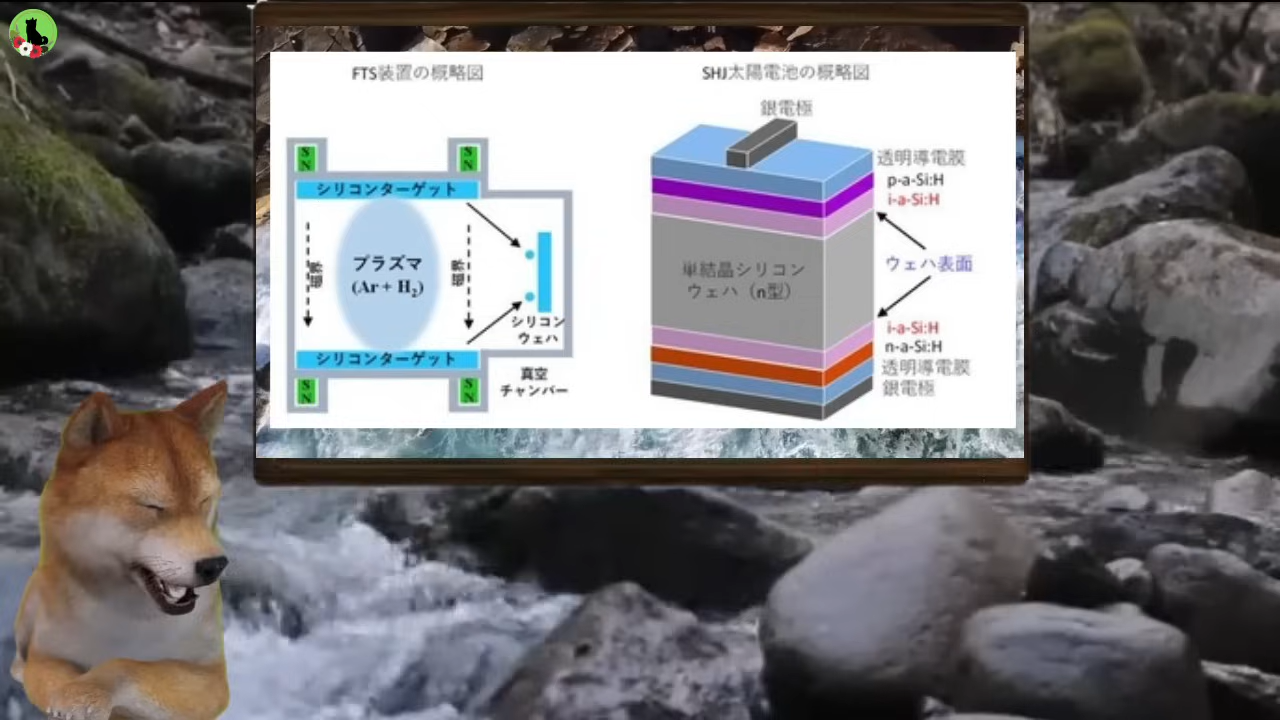 FTS装置の概略図
S
N
S
N
シリコンターゲット
磁界
プラズマ
(Ar + H2)
磁界
シリコン
ウェハ
シリコンターゲット
真空
チャンバー
S
N
S
N
SHJ太陽電池の概略図
銀電極
透明導電膜
p-a-Si:H
i-a-Si:H
ウェハ表面
単結晶シリコン
ウェハ（n型）
i-a-Si:H
n-a-Si:H
透明導電膜
銀電極